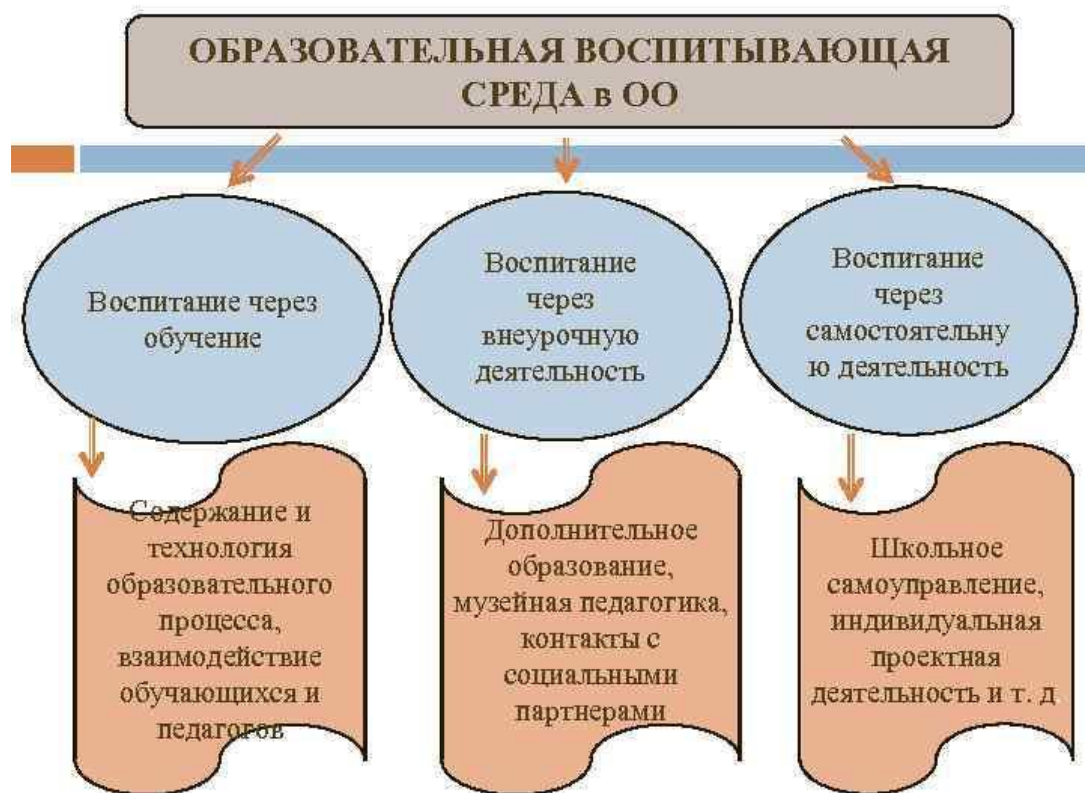 ОБРАЗОВАТЕЛЬНАЯ ВОСПИТЫВАЮЩАЯ
СРЕДА в ОО
Воспитание через
обучение
Воспитание
через
внеурочную
деятельность
Воспитание
через
самостоятельну
ю деятельность
Содержание и
технология
образовательного
процесса,
взаимодействие
обучающихся и
педагогов
Дополнительное
образование,
музейная педагогика,
контакты с
социальными
партнерами
Школьное
самоуправление,
индивидуальная
проектная
деятельность и т. д.